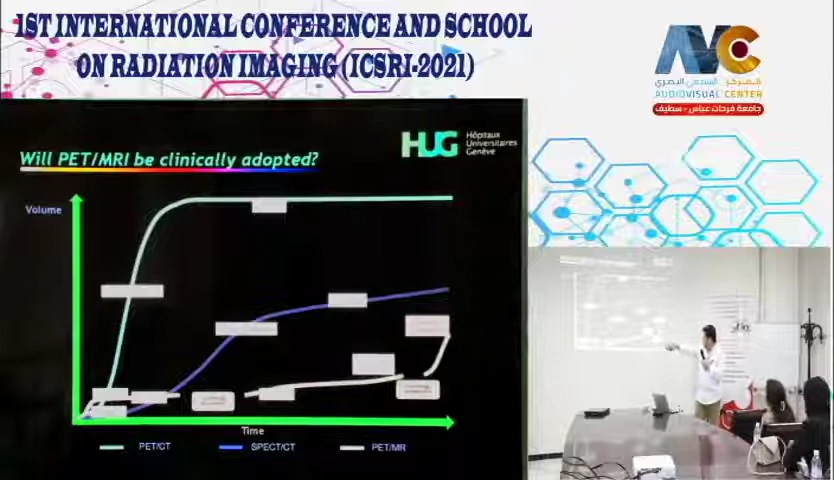 1ST INTERNATIONAL CONFERENCE AND SCHOOL
ON RADIATION IMAGING (ICSRI-2021)
AVC
المركز السمعي البصري
AUDIOVISUAL CENTER
جامعة فرحات عباس - سطيف
HUG
Hôpitaux
Universitaires
Genève
Will PET/MRI be clinically adopted?
Volume
Time
PET/CT
SPECT/CT
PET/MR